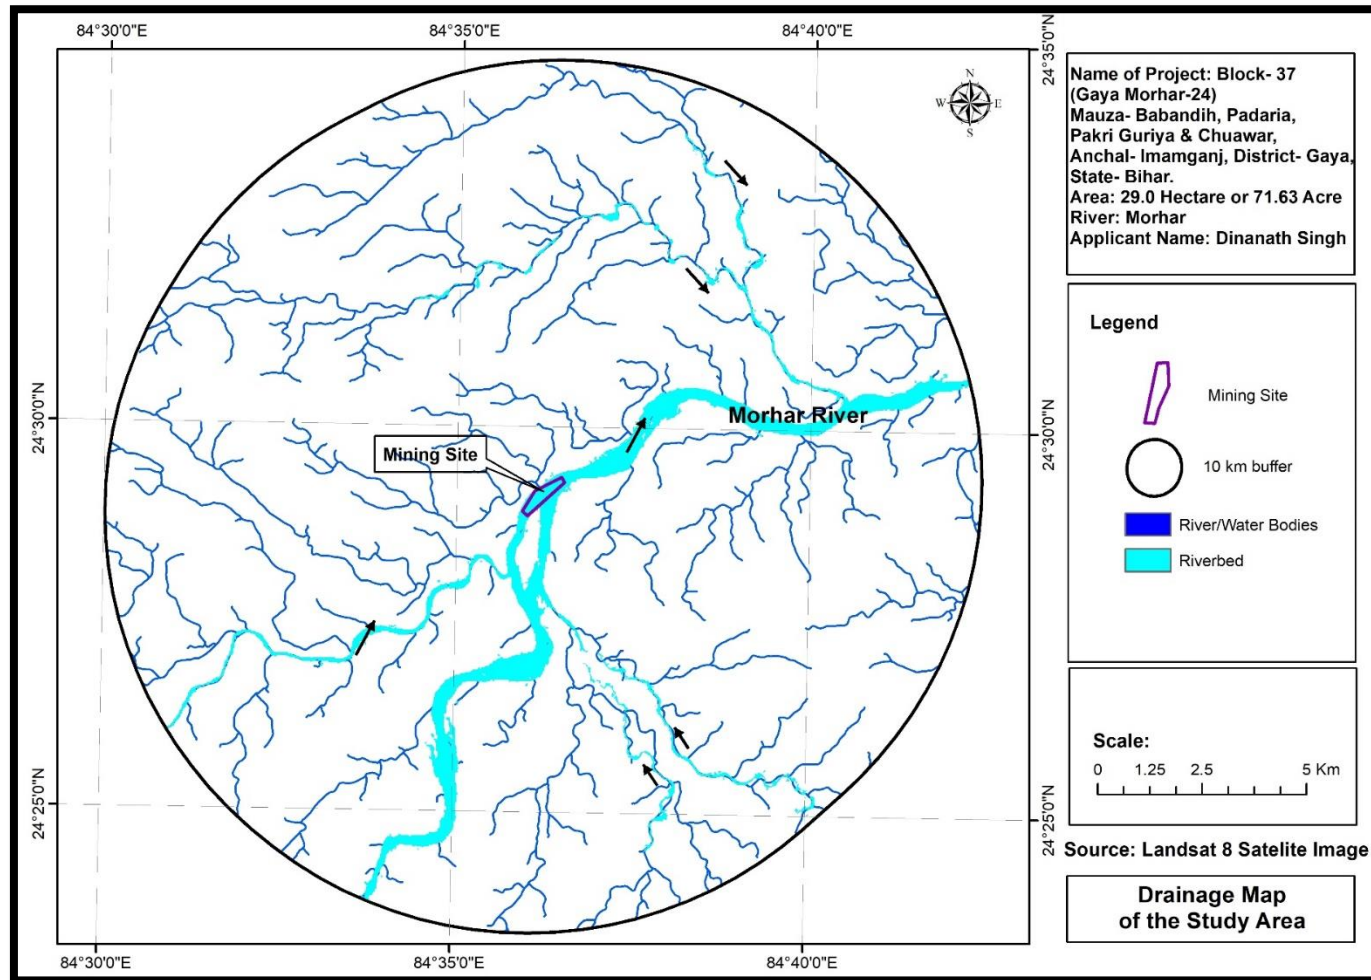 84°30'0"E
84°35'0"E
84°40'0"E
24°35'0"N
24°30'0"N
24°30'0"N
24°25'0"N
24°25'0"N
84°30'0"E
84°35'0"E
84°40'0"E
N
W
E
S
Morhar River
Mining Site
Name of Project: Block- 37
(Gaya Morhar-24)
Mauza- Babandih, Padaria,
Pakri Guriya & Chuawar,
Anchal- Imamganj, District- Gaya,
State- Bihar.
Area: 29.0 Hectare or 71.63 Acre
River: Morhar
Applicant Name: Dinanath Singh
Legend
Mining Site
10 km buffer
River/Water Bodies
Riverbed
Scale:
0 1.25 2.5 5 Km
Source: Landsat 8 Satelite Image
Drainage Map
of the Study Area